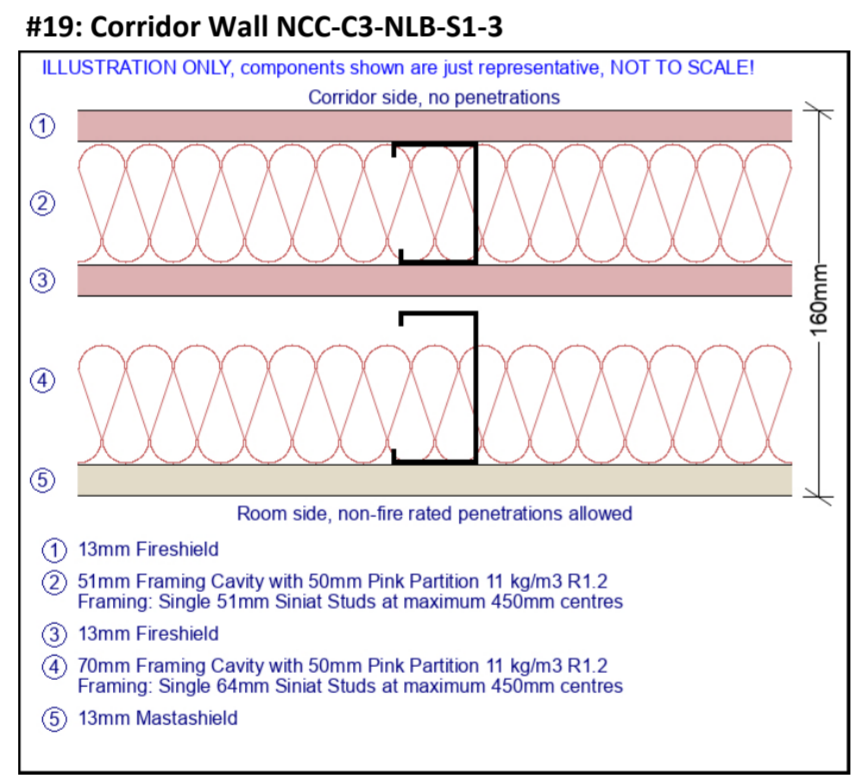 #19: Corridor Wall NCC-C3-NLB-S1-3
ILLUSTRATION ONLY, components shown are just representative, NOT TO SCALE!
Corridor side, no penetrations
1
2
3
160mm
4
5
Room side, non-fire rated penetrations allowed
1 13mm Fireshield
2 51mm Framing Cavity with 50mm Pink Partition 11 kg/m3 R1.2
Framing: Single 51mm Siniat Studs at maximum 450mm centres
3 13mm Fireshield
4 70mm Framing Cavity with 50mm Pink Partition 11 kg/m3 R1.2
Framing: Single 64mm Siniat Studs at maximum 450mm centres
5 13mm Mastashield